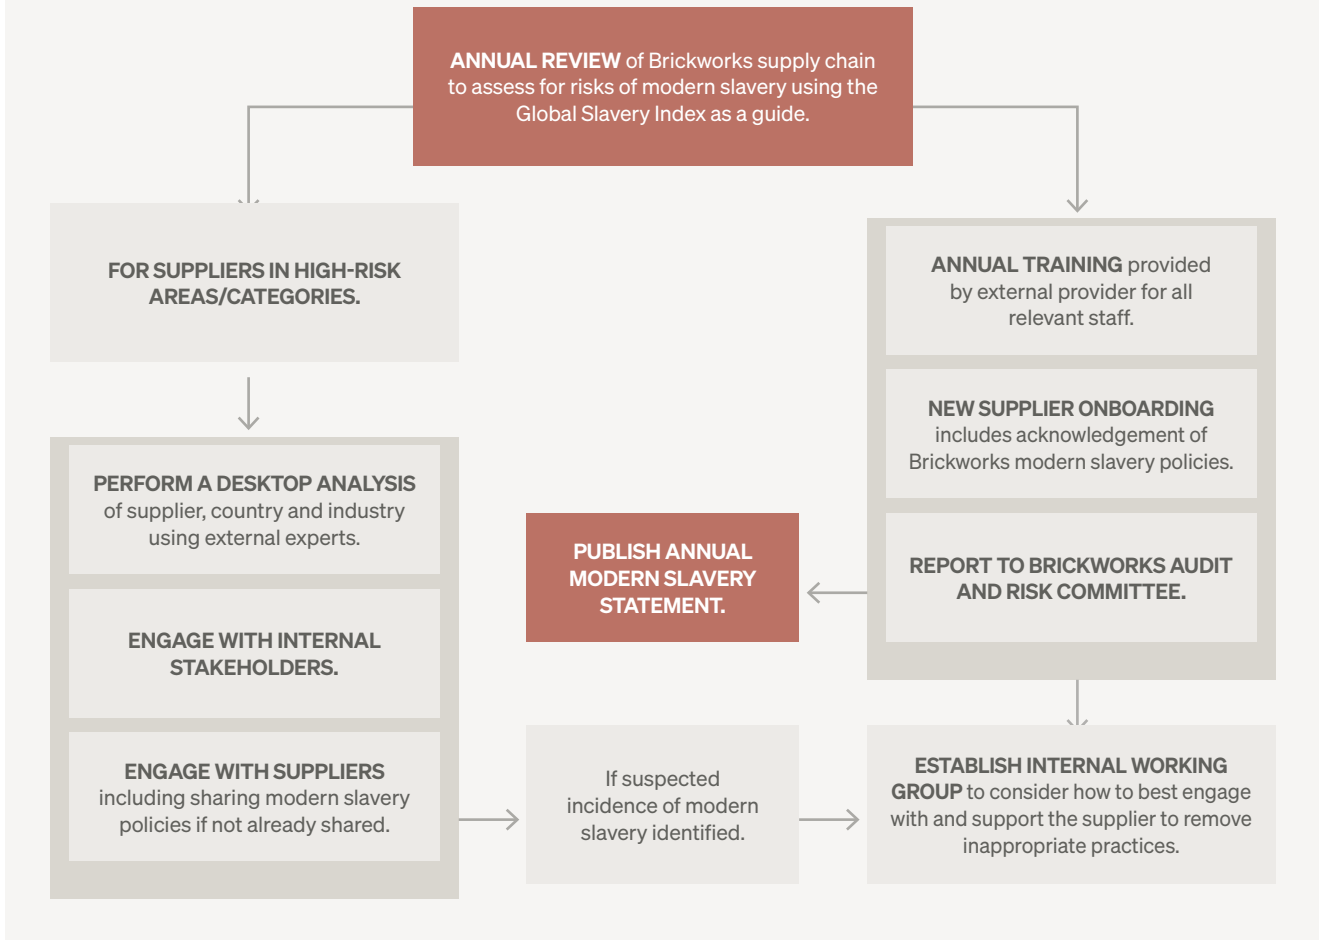 ANNUAL REVIEW of Brickworks supply chain
to assess for risks of modern slavery using the
Global Slavery Index as a guide.
FOR SUPPLIERS IN HIGH-RISK
AREAS/CATEGORIES.
PERFORM A DESKTOP ANALYSIS
of supplier, country and industry
using external experts.
ENGAGE WITH INTERNAL
STAKEHOLDERS.
ENGAGE WITH SUPPLIERS
including sharing modern slavery
policies if not already shared.
If suspected
incidence of modern
slavery identified.
ANNUAL TRAINING provided
by external provider for all
relevant staff.
NEW SUPPLIER ONBOARDING
includes acknowledgement of
Brickworks modern slavery policies.
REPORT TO BRICKWORKS AUDIT
AND RISK COMMITTEE.
PUBLISH ANNUAL
MODERN SLAVERY
STATEMENT.
ESTABLISH INTERNAL WORKING
GROUP to consider how to best engage
with and support the supplier to remove
inappropriate practices.